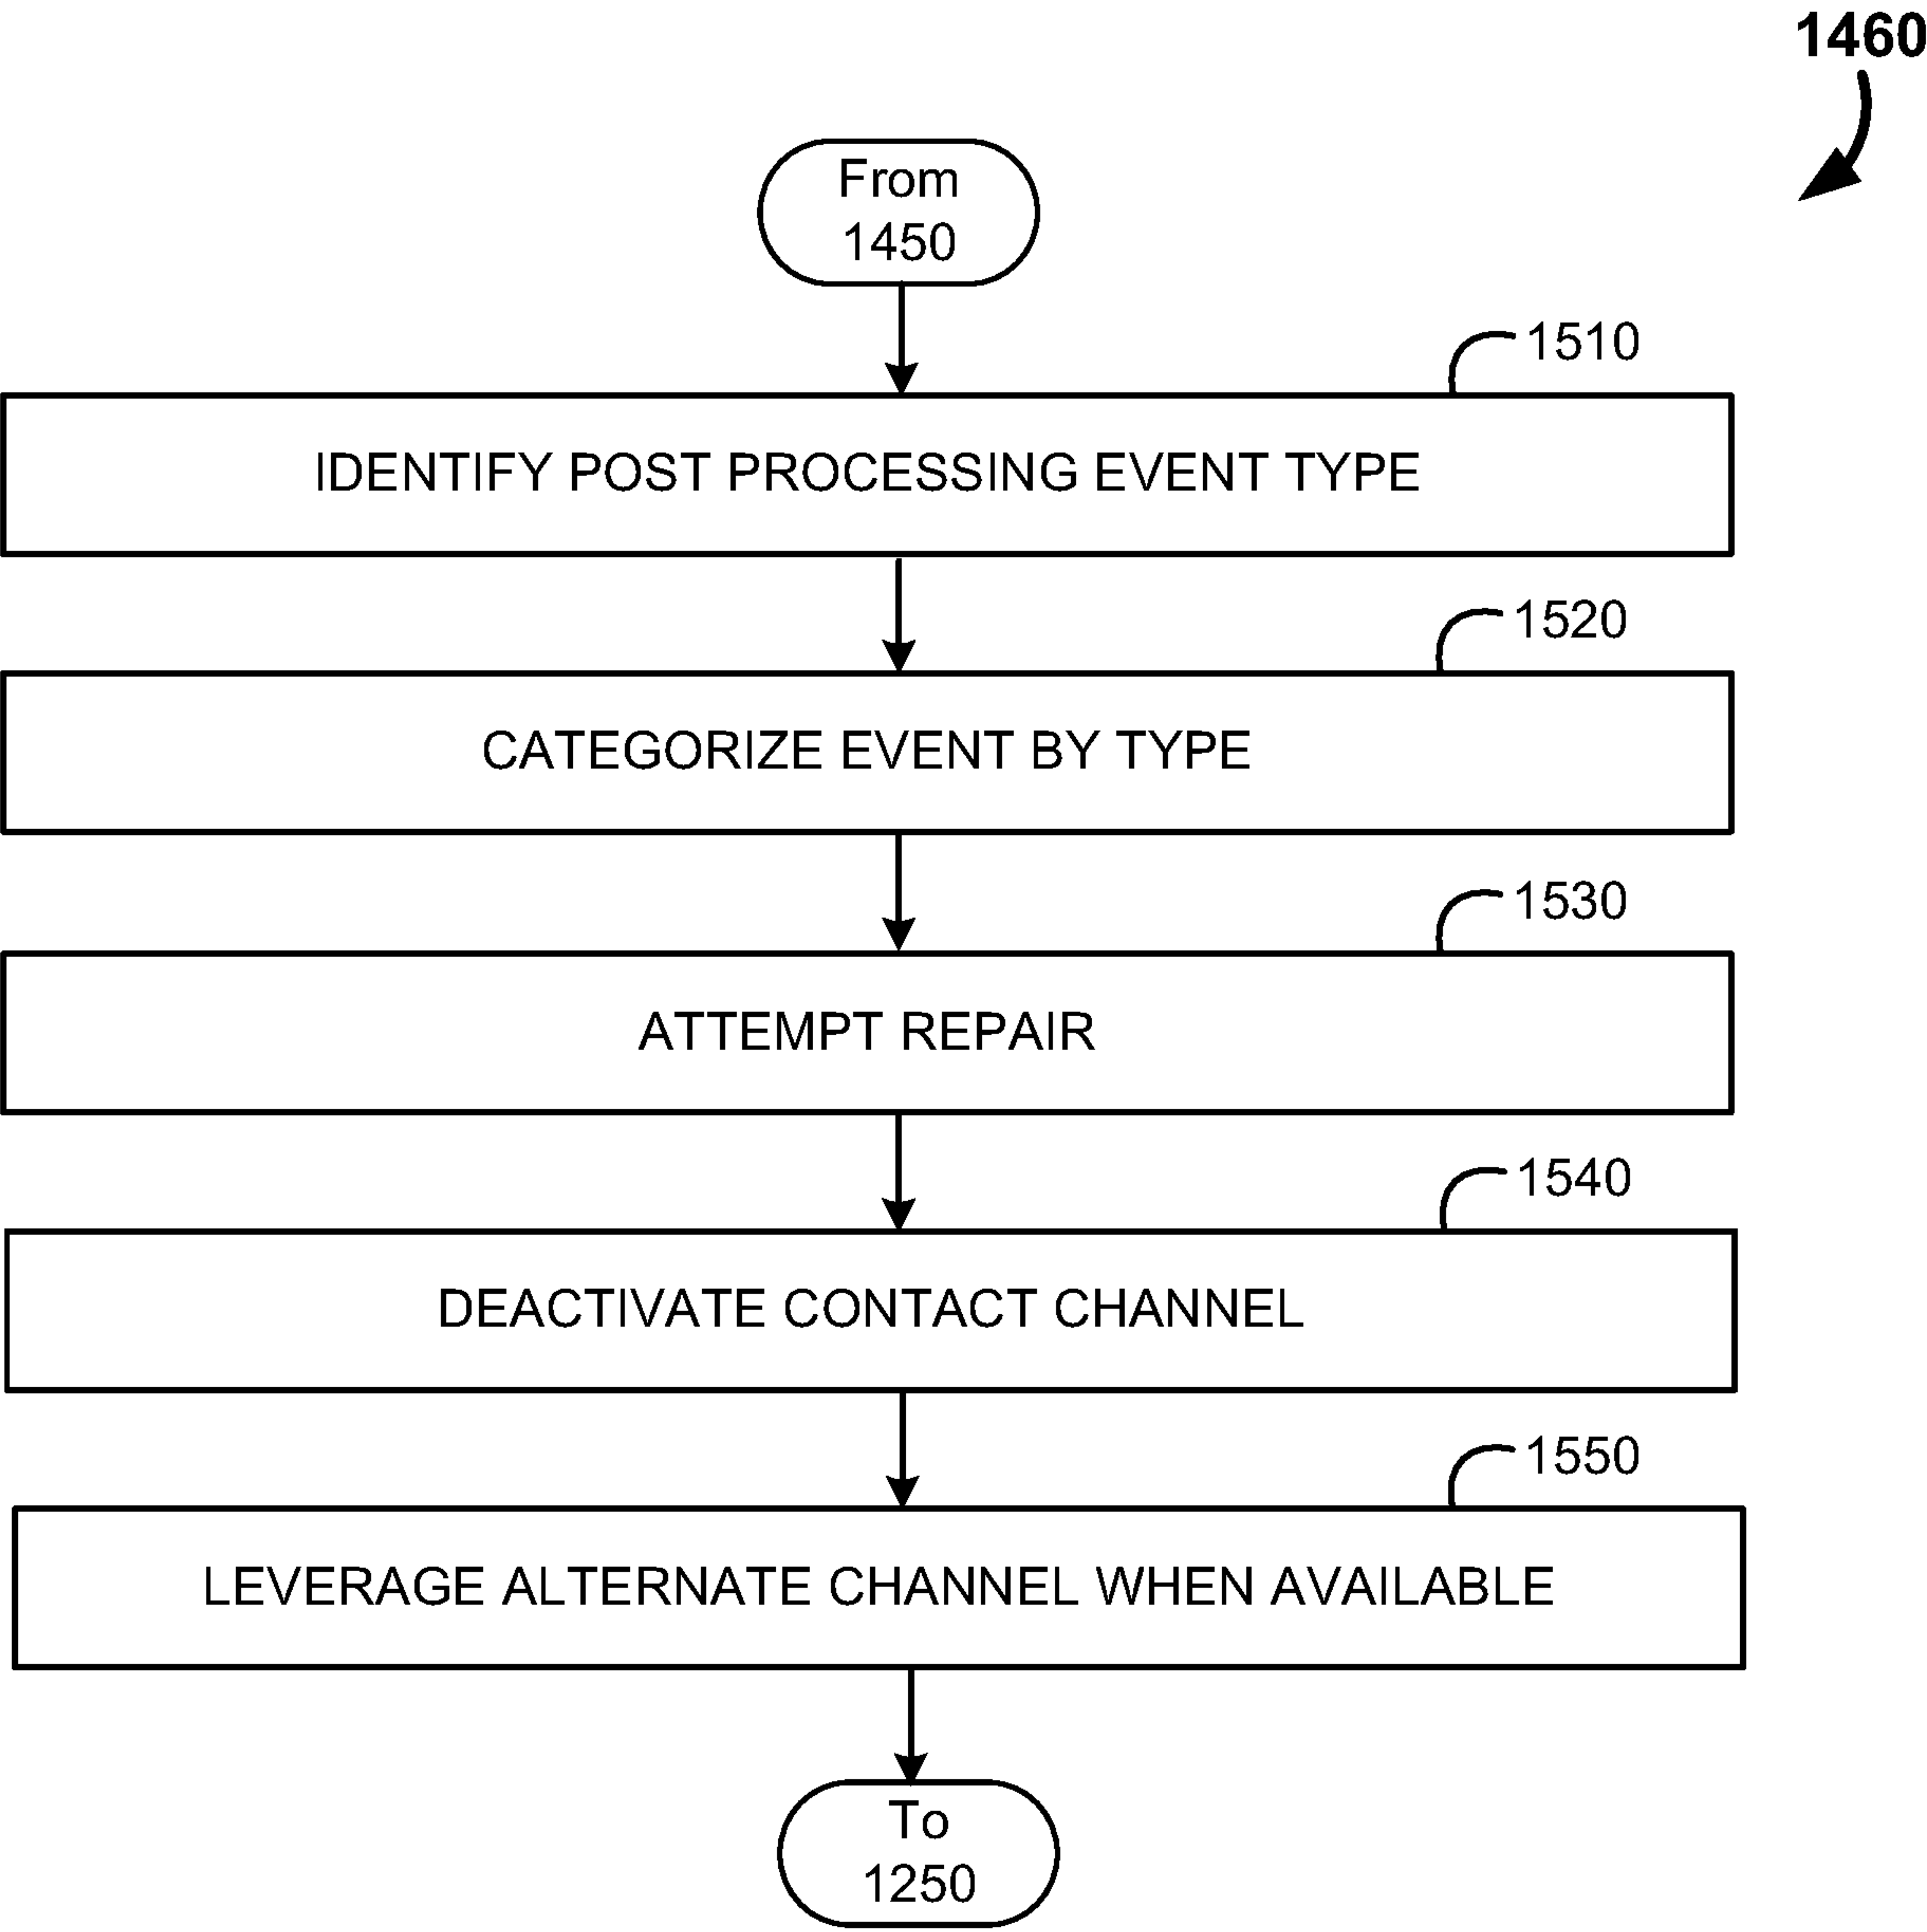 1460
From
1450
1510
IDENTIFY POST PROCESSING EVENT TYPE
1520
CATEGORIZE EVENT BY TYPE
1530
ATTEMPT REPAIR
1540
DEACTIVATE CONTACT CHANNEL
1550
LEVERAGE ALTERNATE CHANNEL WHEN AVAILABLE
To
1250